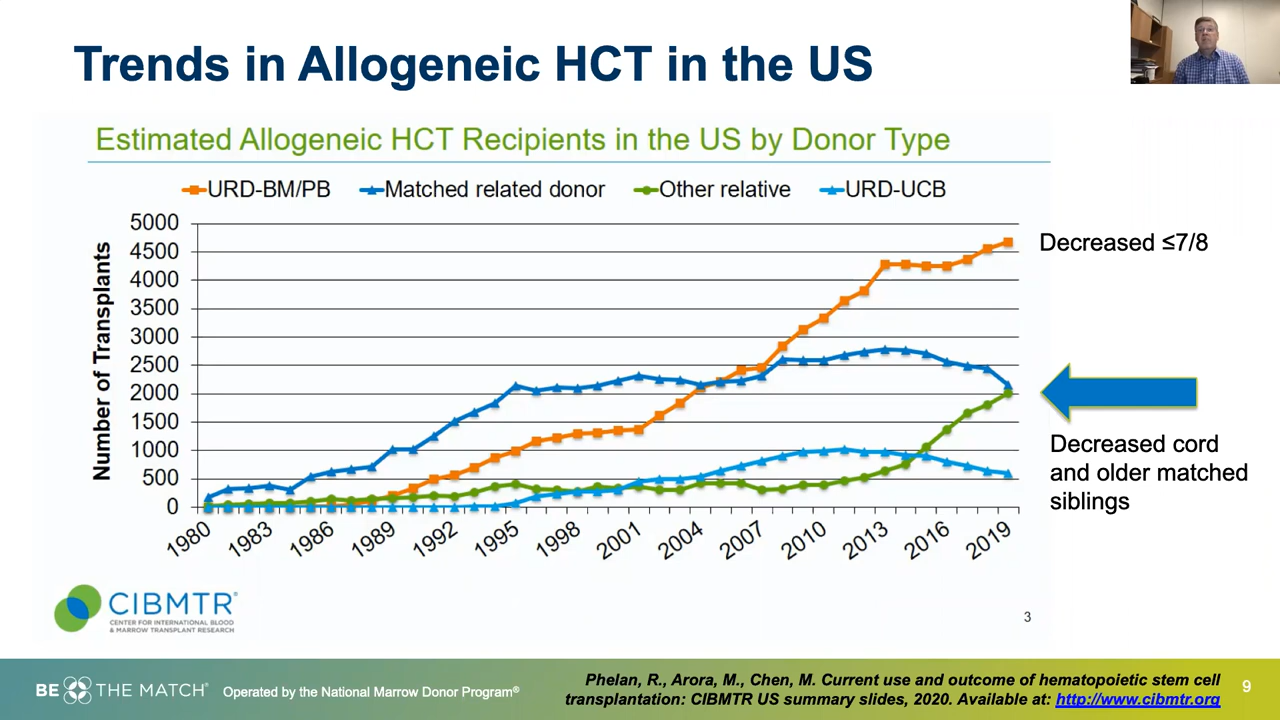 Trends in Allogeneic HCT in the US
Estimated Allogeneic HCT Recipients in the US by Donor Type
URD-BM/PB
Matched related donor
Other relative
URD-UCB
Number of Transplants
5000
4500
4000
3500
3000
2500
2000
1500
1000
500
0
1980
1983
1986
1989
1992
1995
1998
2001
2004
2007
2010
2013
2016
2019
Decreased ≤7/8
Decreased cord
and older matched
siblings
CIBMTR®
CENTER FOR INTERNATIONAL BLOOD
& MARROW TRANSPLANT RESEARCH
3
BE THE MATCH®
Operated by the National Marrow Donor Program®
Phelan, R., Arora, M., Chen, M. Current use and outcome of hematopoietic stem cell
transplantation: CIBMTR US summary slides, 2020. Available at: http://www.cibmtr.org
9